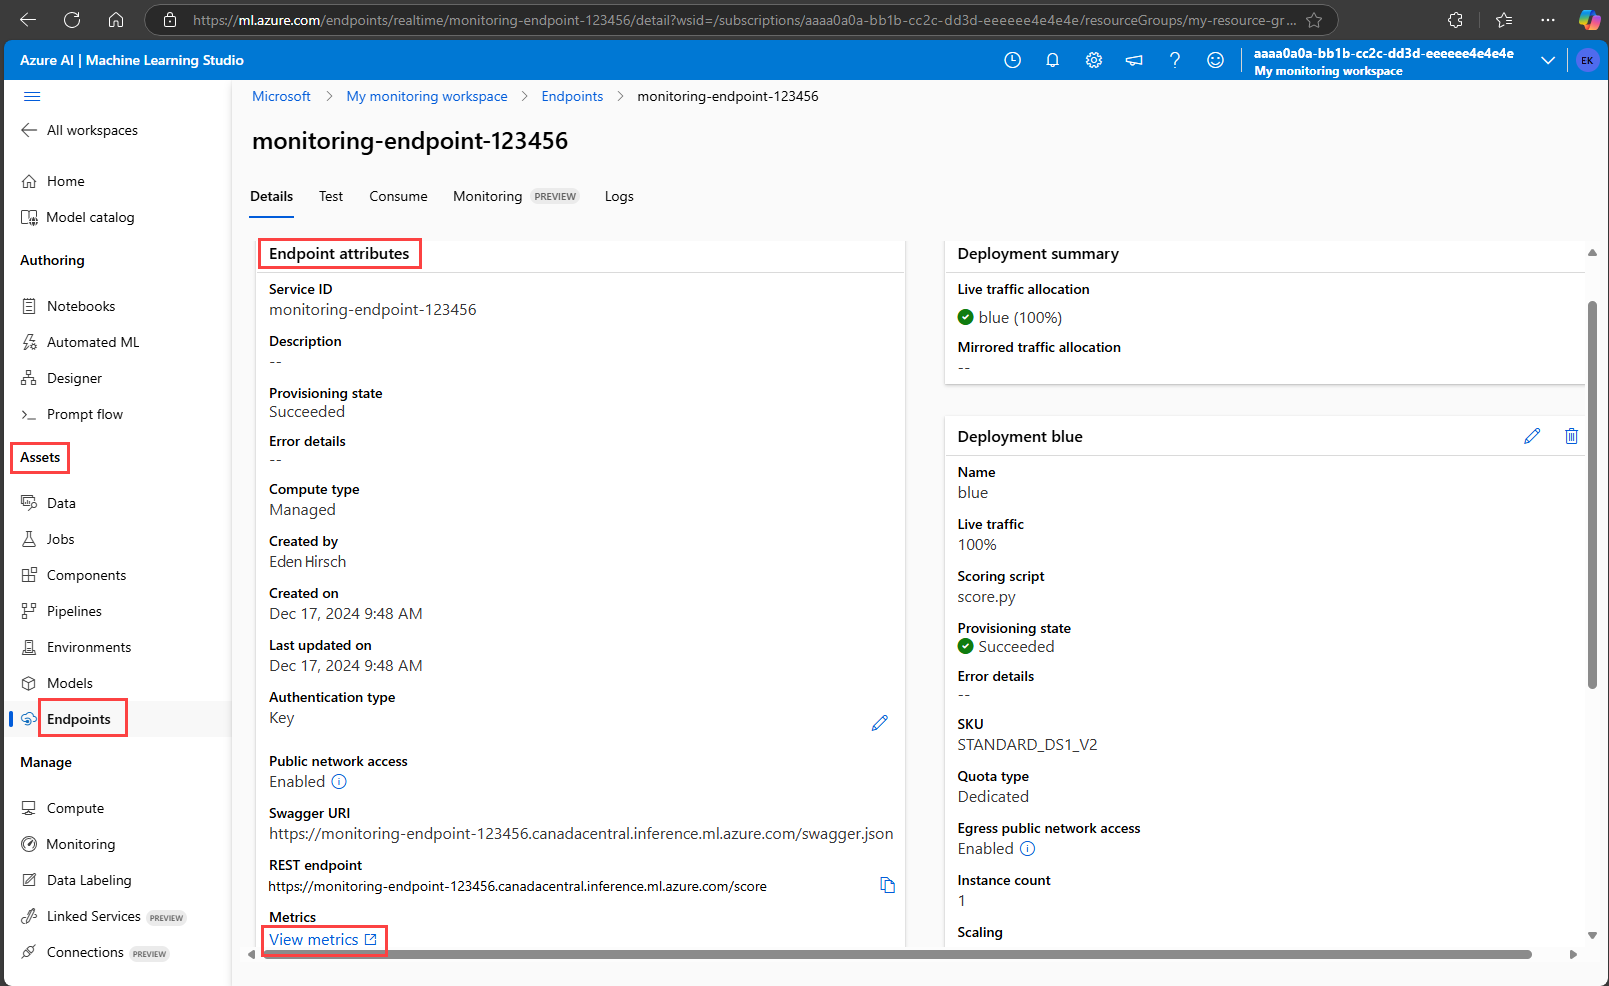 https://ml.azure.com/endpoints/realtime/monitoring-endpoint-123456/detail?wsid=/subscriptions/aaaa0a0a-bb1b-cc2c-dd3d-eeeeee4e4e4e/resourceGroups/my-resource-gr...
Azure AI | Machine Learning Studio
aaaa0a0a-bb1b-cc2c-dd3d-eeeeee4e4e4e
My monitoring workspace
EK
All workspaces
Home
Model catalog
Authoring
Notebooks
Automated ML
Designer
Prompt flow
Assets
Data
Jobs
Components
Pipelines
Environments
Models
Endpoints
Manage
Compute
Monitoring
Data Labeling
Linked Services PREVIEW
Connections PREVIEW
Microsoft > My monitoring workspace > Endpoints > monitoring-endpoint-123456
monitoring-endpoint-123456
Details Test Consume Monitoring PREVIEW Logs
Endpoint attributes
Service ID
monitoring-endpoint-123456
Description
--
Provisioning state
Succeeded
Error details
--
Compute type
Managed
Created by
Eden Hirsch
Created on
Dec 17, 2024 9:48 AM
Last updated on
Dec 17, 2024 9:48 AM
Authentication type
Key
Public network access
Enabled
Swagger URI
https://monitoring-endpoint-123456.canadacentral.inference.ml.azure.com/swagger.json
REST endpoint
https://monitoring-endpoint-123456.canadacentral.inference.ml.azure.com/score
Metrics
View metrics
Deployment summary
Live traffic allocation
blue (100%)
Mirrored traffic allocation
--
Deployment blue
Name
blue
Live traffic
100%
Scoring script
score.py
Provisioning state
Succeeded
Error details
--
SKU
STANDARD_DS1_V2
Quota type
Dedicated
Egress public network access
Enabled
Instance count
1
Scaling